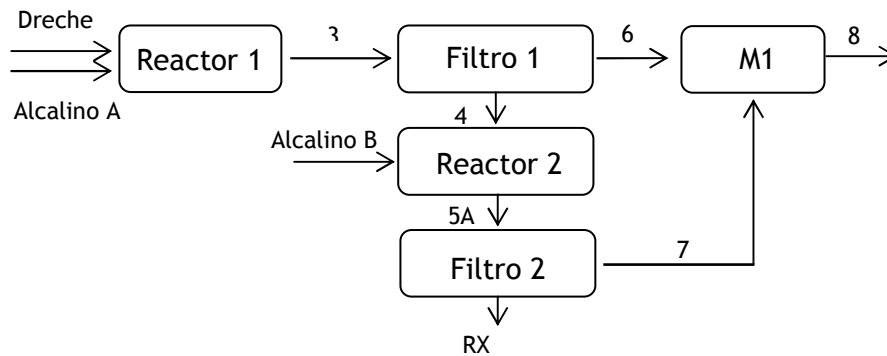 Dreche
Alcalino A
Reactor 1
3
Filtro 1
6
M1
8
4
Alcalino B
Reactor 2
5A
Filtro 2
7
RX